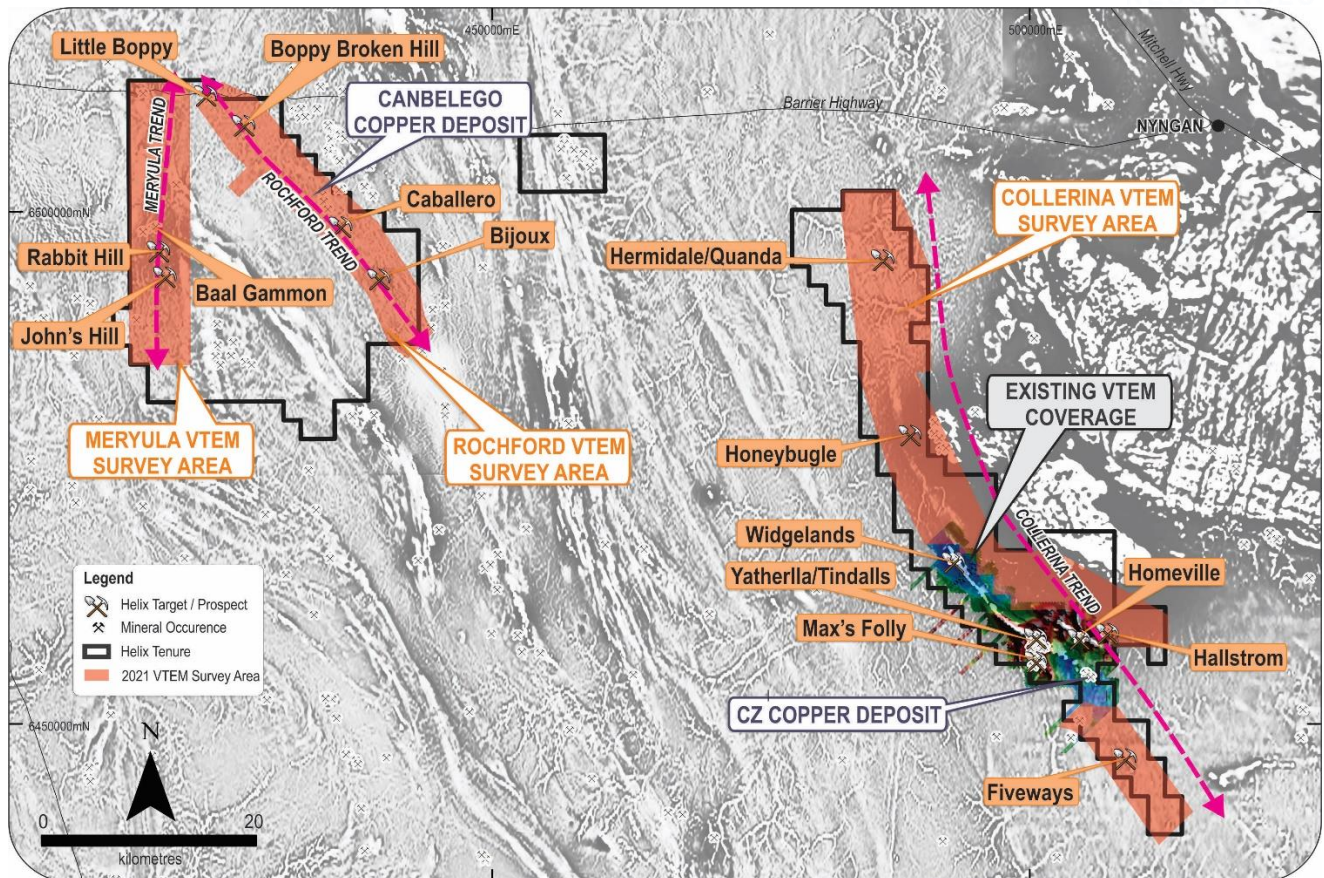 450000mE
500000mE
Little Boppy
Boppy Broken Hill
Mitchell Hwy
CANBELEGO
COPPER DEPOSIT
Barrier Highway
NYNGAN
MERYULA TREND
ROCHFORD TREND
Caballero
COLLERINA VTEM
SURVEY AREA
6500000mN
Rabbit Hill
Bijoux
Hermidale/Quanda
Baal Gammon
John's Hill
EXISTING VTEM
COVERAGE
MERYULA VTEM
SURVEY AREA
ROCHFORD VTEM
SURVEY AREA
Honeybugle
COLLERINA TREND
Widgelands
Yatherlla/Tindalls
Homeville
Max's Folly
Hallstrom
CZ COPPER DEPOSIT
Fiveways
Legend
Helix Target / Prospect
Mineral Occurence
Helix Tenure
2021 VTEM Survey Area
6450000mN
N
0 20
kilometres